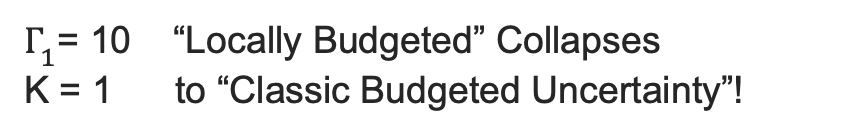 Γ₁= 10 “Locally Budgeted” Collapses
K = 1 to “Classic Budgeted Uncertainty”!